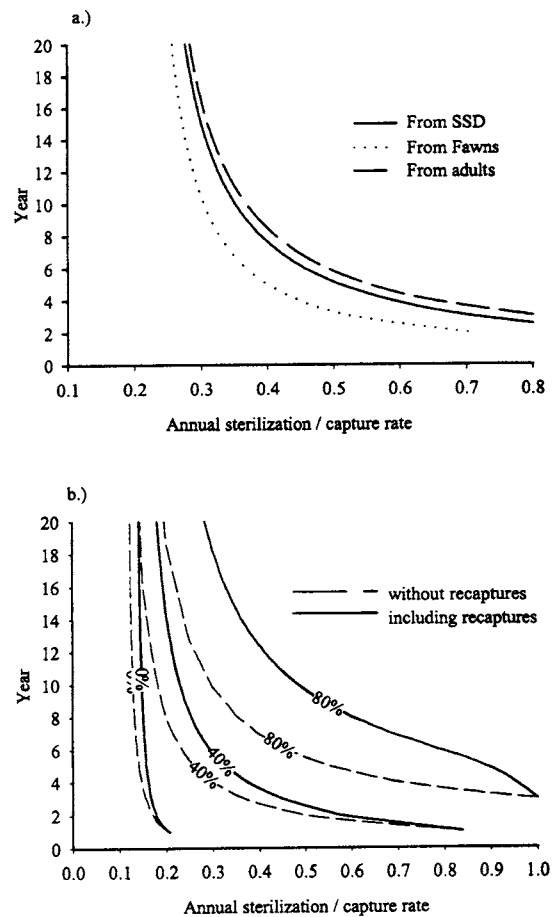 a.)
20
18
16
14
12
10
8
6
4
2
0
Year
From SSD
From Fawns
From adults
0.1 0.2 0.3 0.4 0.5 0.6 0.7 0.8
Annual sterilization / capture rate
b.)
20
18
16
14
12
10
8
6
4
2
0
Year
without recaptures
including recaptures
0%
80%
80%
40%
40%
0.0 0.1 0.2 0.3 0.4 0.5 0.6 0.7 0.8 0.9 1.0
Annual sterilization / capture rate